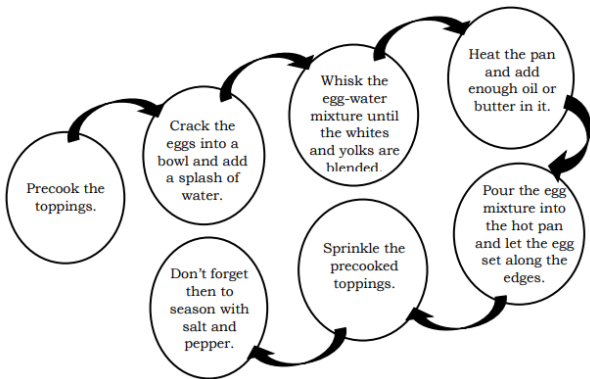 Precook the
toppings.
Crack the
eggs into a
bowl and add
a splash of
water.
Whisk the
egg-water
mixture until
the whites
and yolks are
blended.
Heat the pan
and add
enough oil or
butter in it.
Pour the egg
mixture into
the hot pan
and let the egg
set along the
edges.
Sprinkle the
precooked
toppings.
Don’t forget
then to
season with
salt and
pepper.